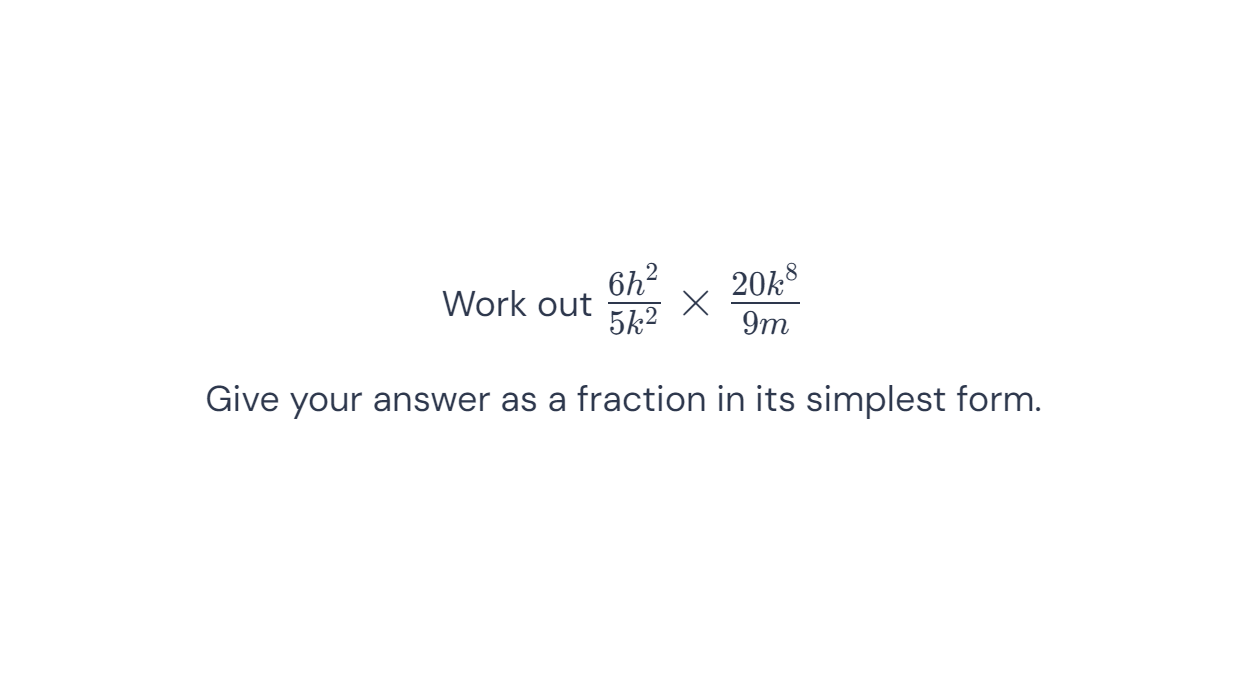 Work out $\frac{6h^2}{5k^2} \times \frac{20k^8}{9m}$
Give your answer as a fraction in its simplest form.